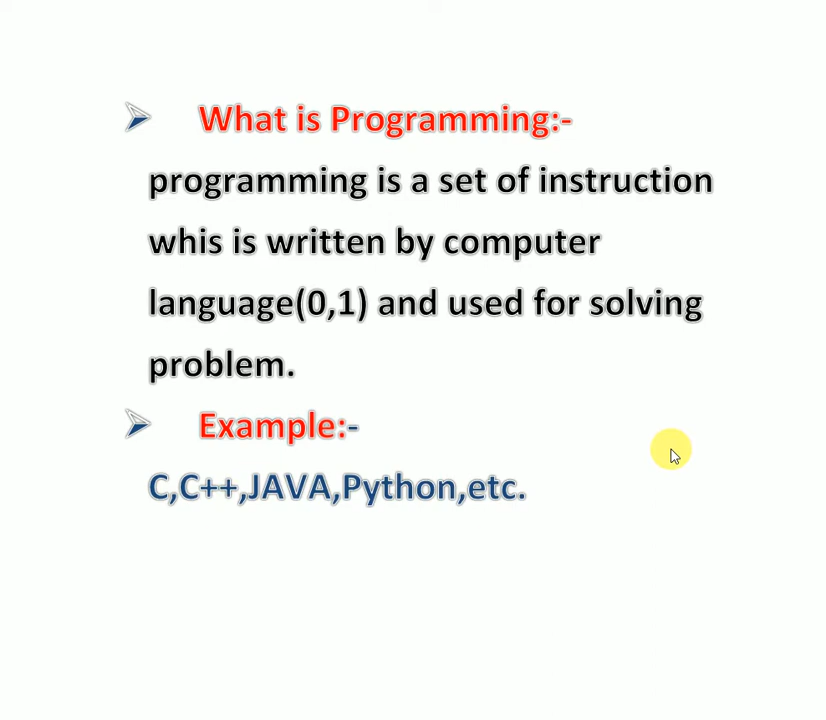 What is Programming:-
programming is a set of instruction
whis is written by computer
language(0,1) and used for solving
problem.
Example:-
C,C++,JAVA,Python,etc.